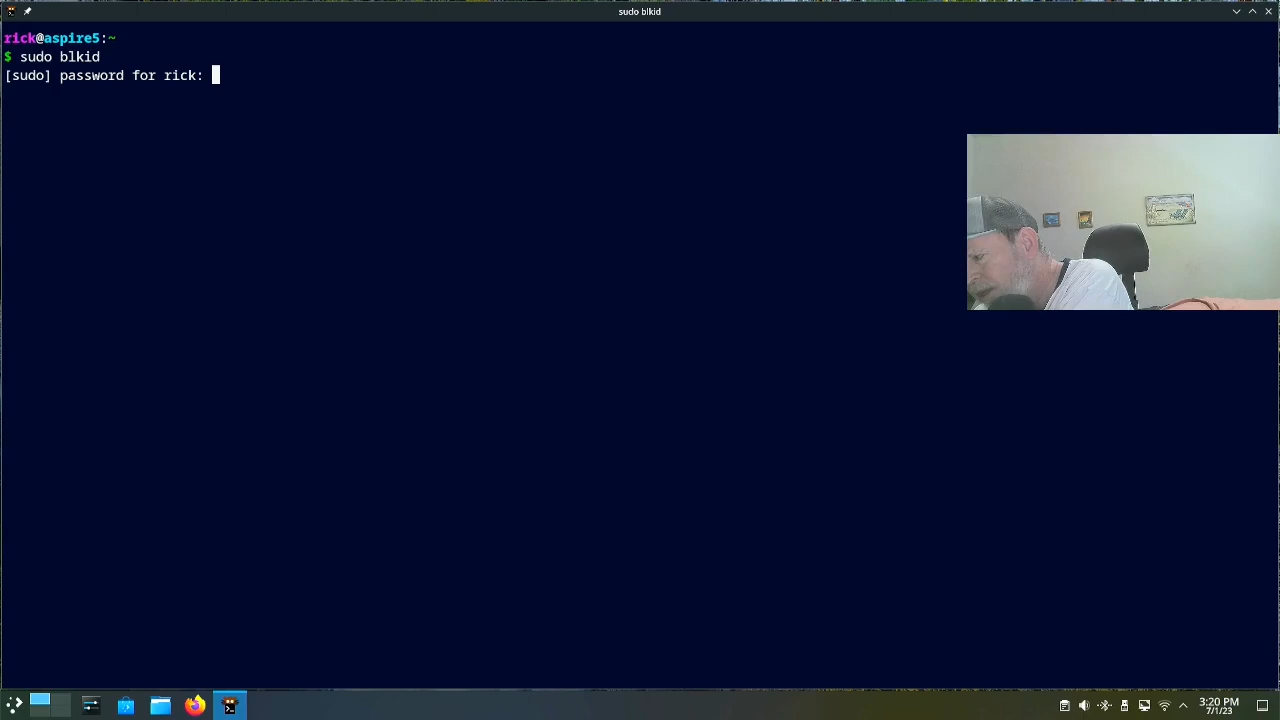 sudo blkid
rick@aspire5:~
$ sudo blkid
[sudo] password for rick:
3:20 PM
7/1/23